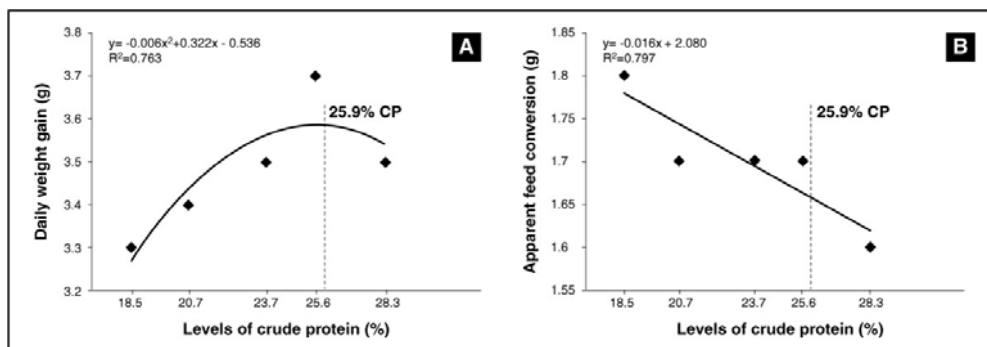 y= -0.006x²+0.322x - 0.536
R²=0.763
A
3.8
3.7
3.6
3.5
3.4
3.3
3.2
Daily weight gain (g)
25.9% CP
18.5 20.7 23.7 25.6 28.3
Levels of crude protein (%)
y= -0.016x + 2.080
R²=0.797
B
1.85
1.8
1.75
1.7
1.65
1.6
1.55
Apparent feed conversion (g)
25.9% CP
18.5 20.7 23.7 25.6 28.3
Levels of crude protein (%)